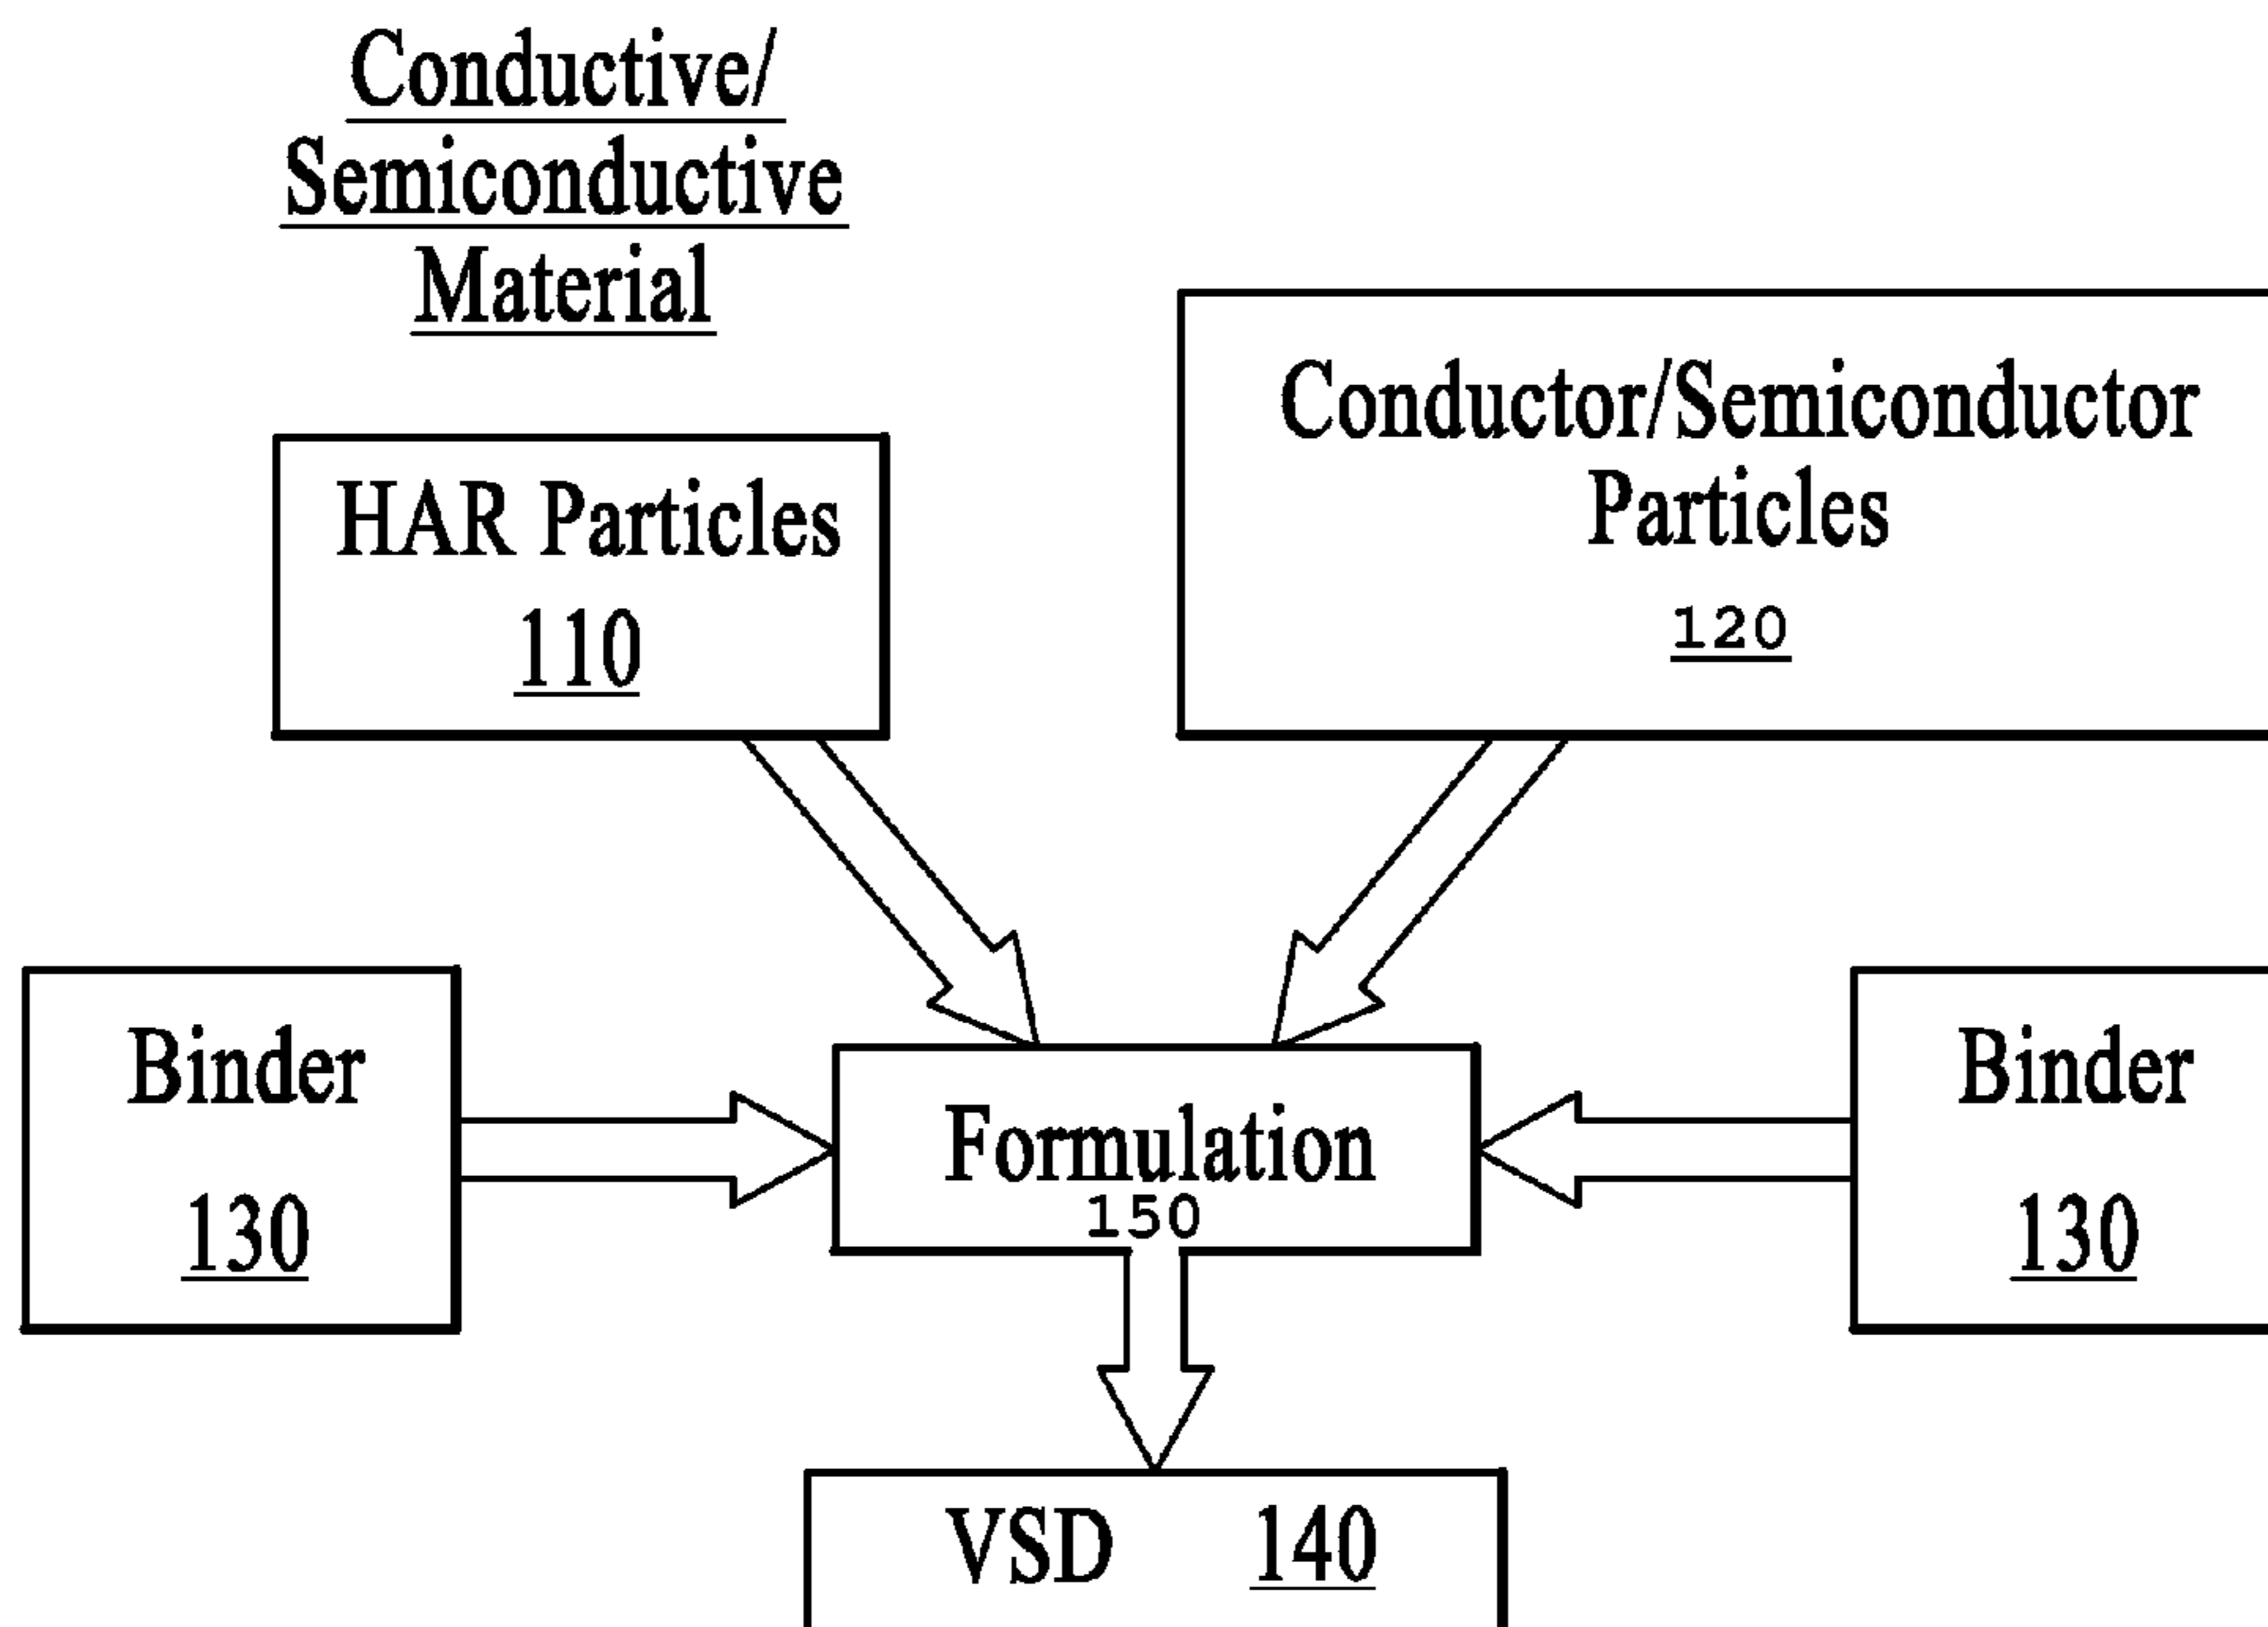 Conductive/
Semiconductive
Material
HAR Particles
110
Conductor/Semiconductor
Particles
120
Binder
130
Formulation
150
Binder
130
VSD 140